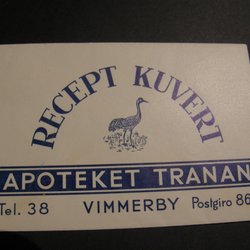 RECEPT KUVERT
APOTEKET TRANAN
Tel. 38 VIMMERBY Postgiro 86